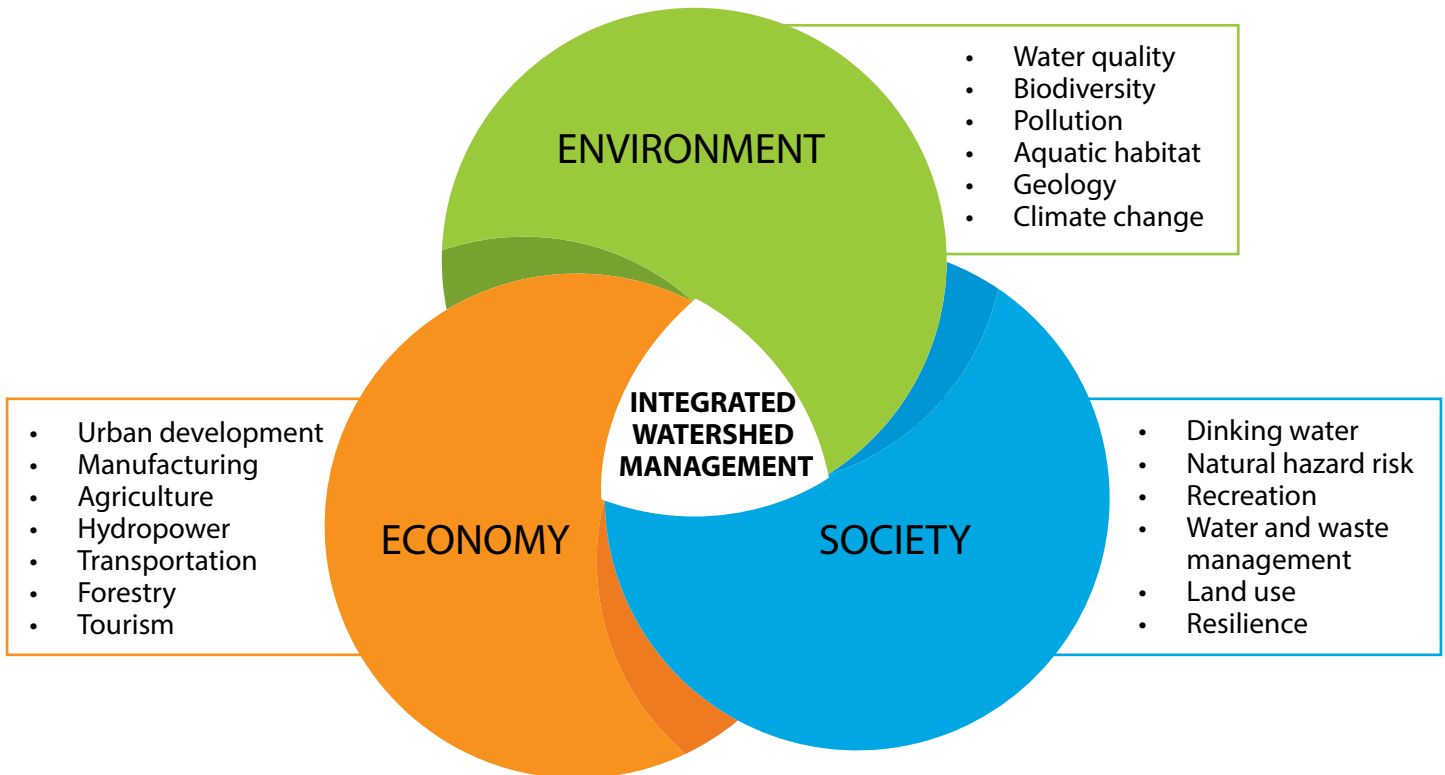 ENVIRONMENT
• Water quality
• Biodiversity
• Pollution
• Aquatic habitat
• Geology
• Climate change
INTEGRATED
WATERSHED
MANAGEMENT
ECONOMY
• Urban development
• Manufacturing
• Agriculture
• Hydropower
• Transportation
• Forestry
• Tourism
SOCIETY
• Dinking water
• Natural hazard risk
• Recreation
• Water and waste
management
• Land use
• Resilience